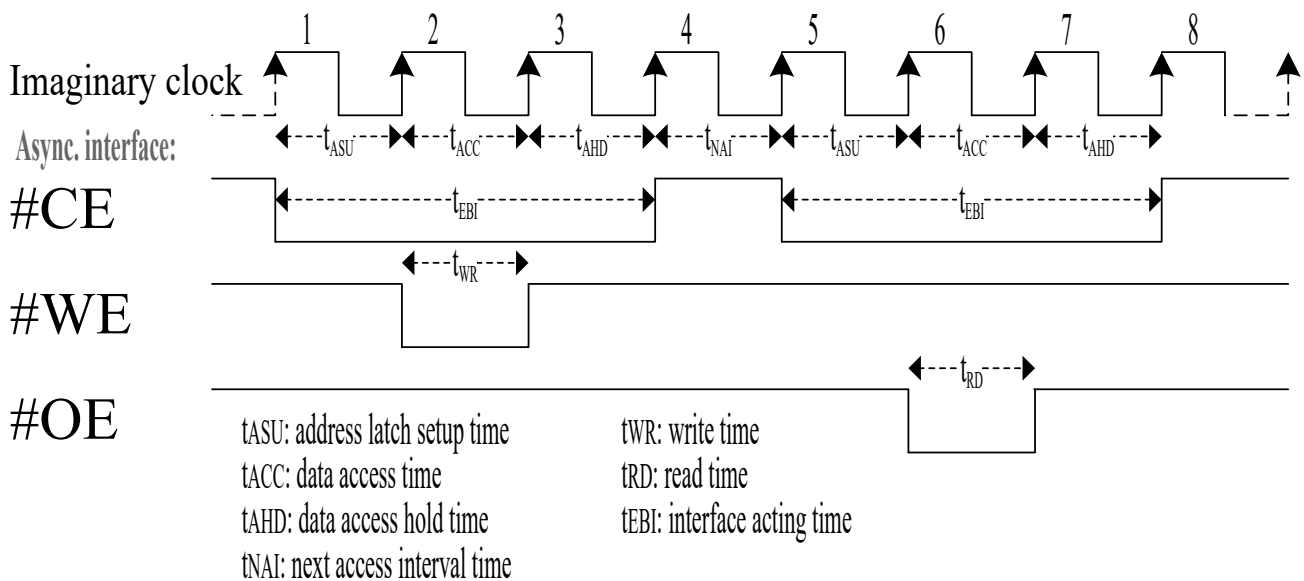 1 2 3 4 5 6 7 8
Imaginary clock
tASU tACC tAHD tNAI tASU tACC tAHD
Async. interface:
#CE
tEBI tEBI
tWR
#WE
tRD
#OE
tASU: address latch setup time
tWR: write time
tACC: data access time
tRD: read time
tAHD: data access hold time
tEBI: interface acting time
tNAI: next access interval time